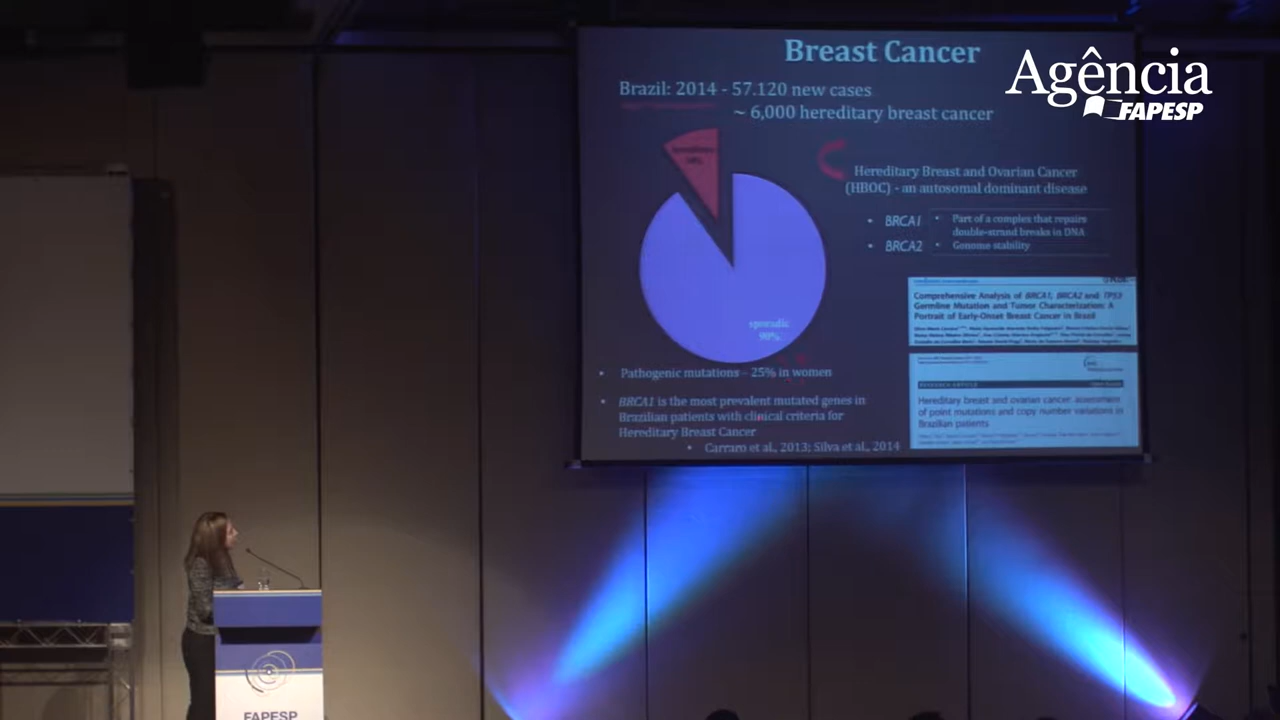 Breast Cancer
Agência
FAPESP
Brazil: 2014 - 57.120 new cases
~ 6,000 hereditary breast cancer
Hereditary Breast and Ovarian Cancer
(HBOC) - an autosomal dominant disease
• BRCA1 • Part of a complex that repairs
double-strand breaks in DNA
• BRCA2 • Genome stability
sporadic
90%
Comprehensive Analysis of BRCA1, BRCA2 and TP53
Germline Mutation and Tumor Characterization: A
Portrait of Early-Onset Breast Cancer in Brazil
RESEARCH ARTICLE
Hereditary breast and ovarian cancer: assessment
of point mutations and copy number variations in
Brazilian patients
• Pathogenic mutations – 25% in women
• BRCA1 is the most prevalent mutated genes in
Brazilian patients with clinical criteria for
Hereditary Breast Cancer
• Carraro et al., 2013; Silva et al., 2014
FAPESP